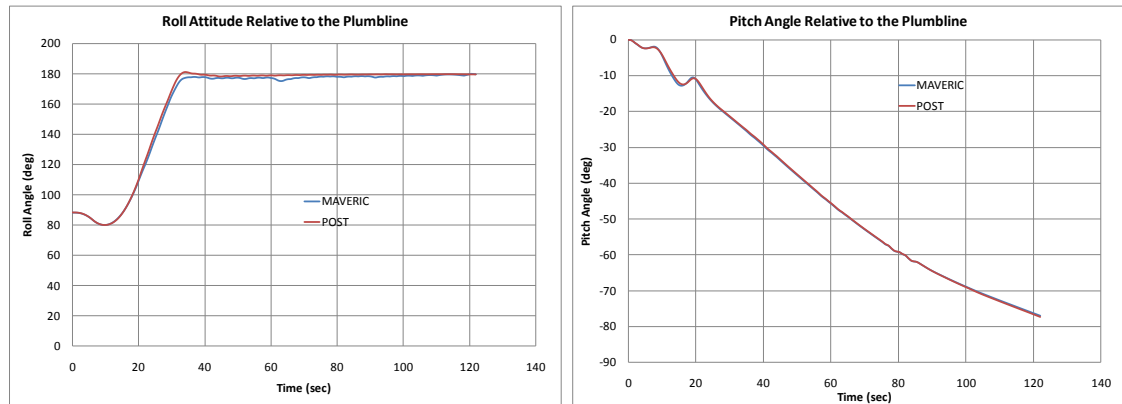 Roll Attitude Relative to the Plumbline
200
180
160
140
120
100
80
60
40
20
0
Roll Angle (deg)
MAVERIC
POST
0 20 40 60 80 100 120 140
Time (sec)
Pitch Angle Relative to the Plumbline
0
-10
-20
-30
-40
-50
-60
-70
-80
-90
Pitch Angle (deg)
MAVERIC
POST
0 20 40 60 80 100 120 140
Time (sec)